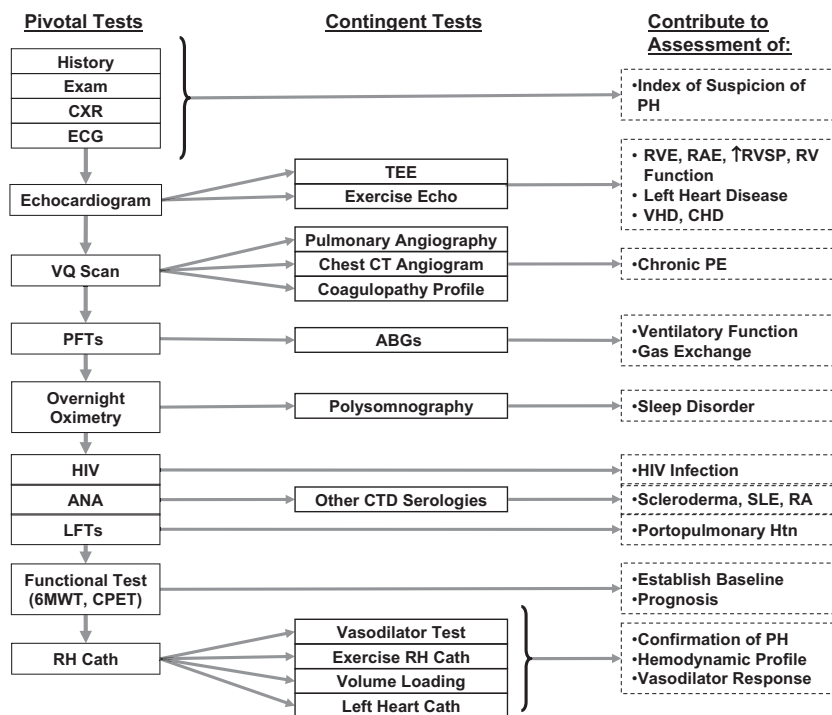 Pivotal Tests
Contingent Tests
Contribute to
Assessment of:
History
Exam
CXR
ECG
•Index of Suspicion of
PH
Echocardiogram
TEE
Exercise Echo
• RVE, RAE, ↑RVSP, RV
Function
• Left Heart Disease
• VHD, CHD
VQ Scan
Pulmonary Angiography
Chest CT Angiogram
Coagulopathy Profile
•Chronic PE
PFTs
ABGs
•Ventilatory Function
•Gas Exchange
Overnight
Oximetry
Polysomnography
•Sleep Disorder
HIV
•HIV Infection
ANA
Other CTD Serologies
•Scleroderma, SLE, RA
LFTs
•Portopulmonary Htn
Functional Test
(6MWT, CPET)
•Establish Baseline
•Prognosis
RH Cath
Vasodilator Test
Exercise RH Cath
Volume Loading
Left Heart Cath
•Confirmation of PH
•Hemodynamic Profile
•Vasodilator Response